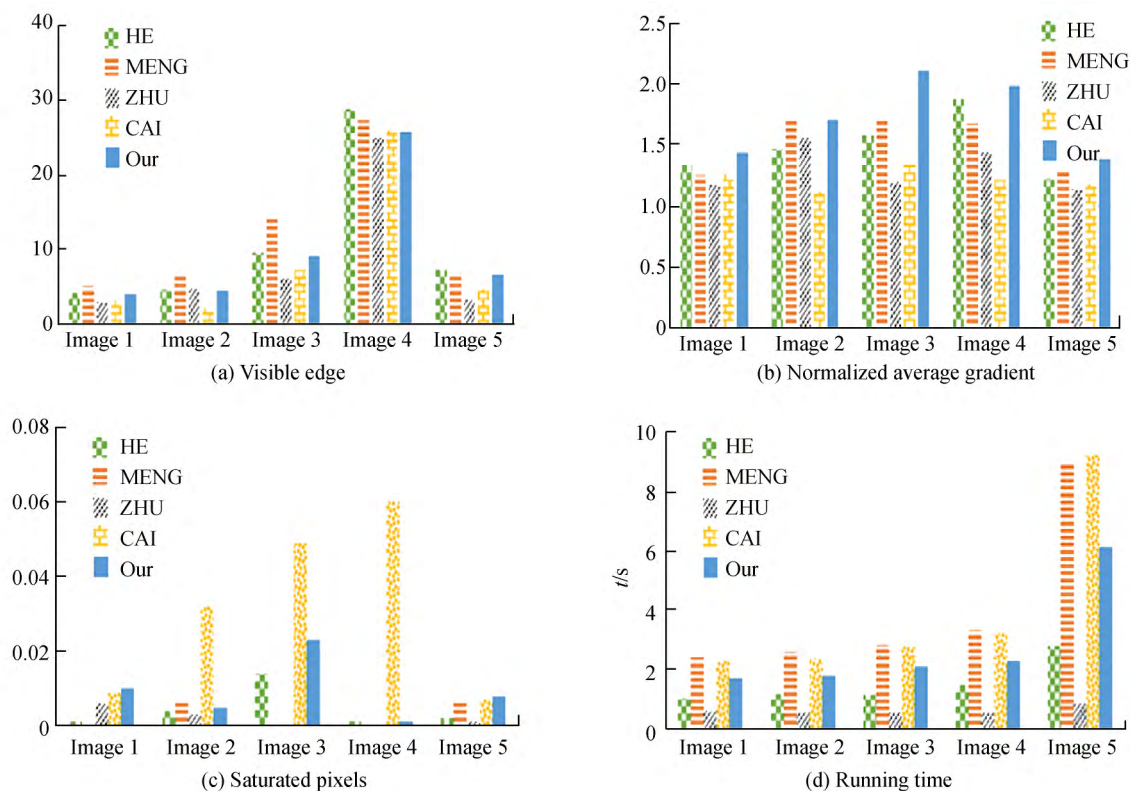 40
30
20
10
0
HE
MENG
ZHU
CAI
Our
Image 1 Image 2 Image 3 Image 4 Image 5
(a) Visible edge
2.5
2.0
1.5
1.0
0.5
0
HE
MENG
ZHU
CAI
Our
Image 1 Image 2 Image 3 Image 4 Image 5
(b) Normalized average gradient
0.08
0.06
0.04
0.02
0
HE
MENG
ZHU
CAI
Our
Image 1 Image 2 Image 3 Image 4 Image 5
(c) Saturated pixels
t/s
10
8
6
4
2
0
HE
MENG
ZHU
CAI
Our
Image 1 Image 2 Image 3 Image 4 Image 5
(d) Running time